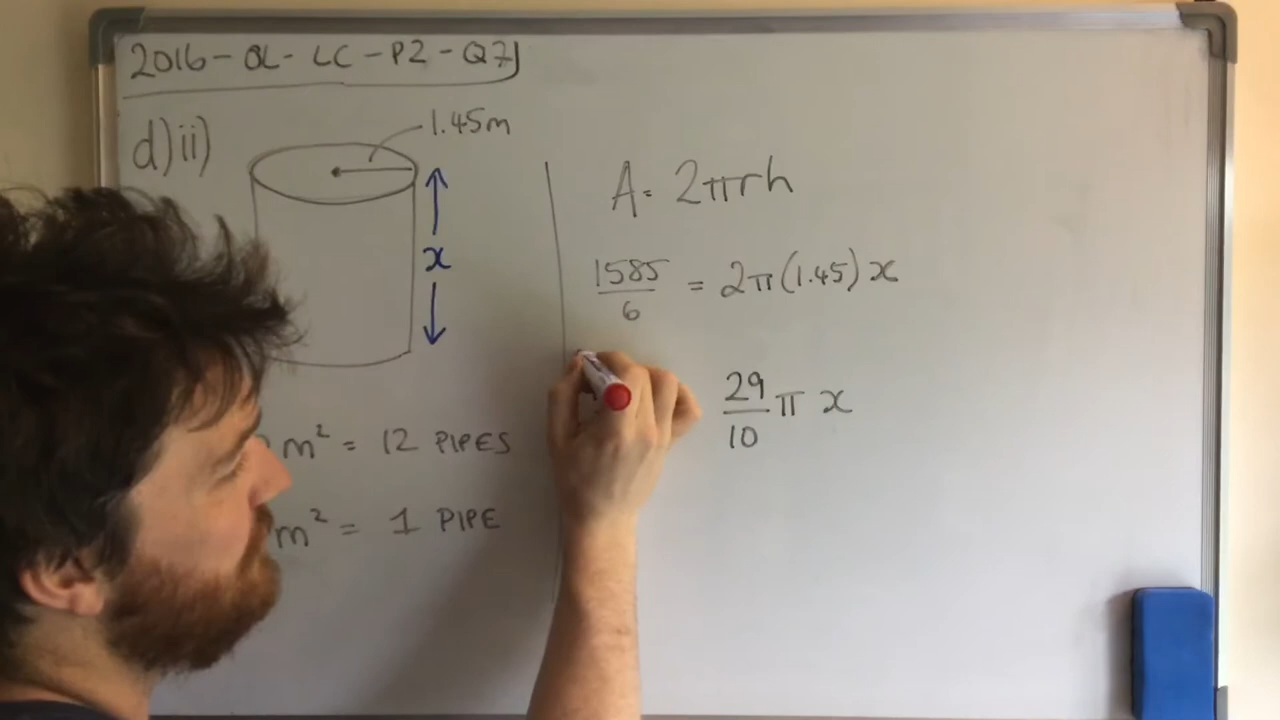 2016-OL-LC-P2-Q7
d)ii)
1.45m
x
m² = 12 PIPES
m² = 1 PIPE
A = 2πrh
1585/6 = 2π(1.45)x
29/10 π x